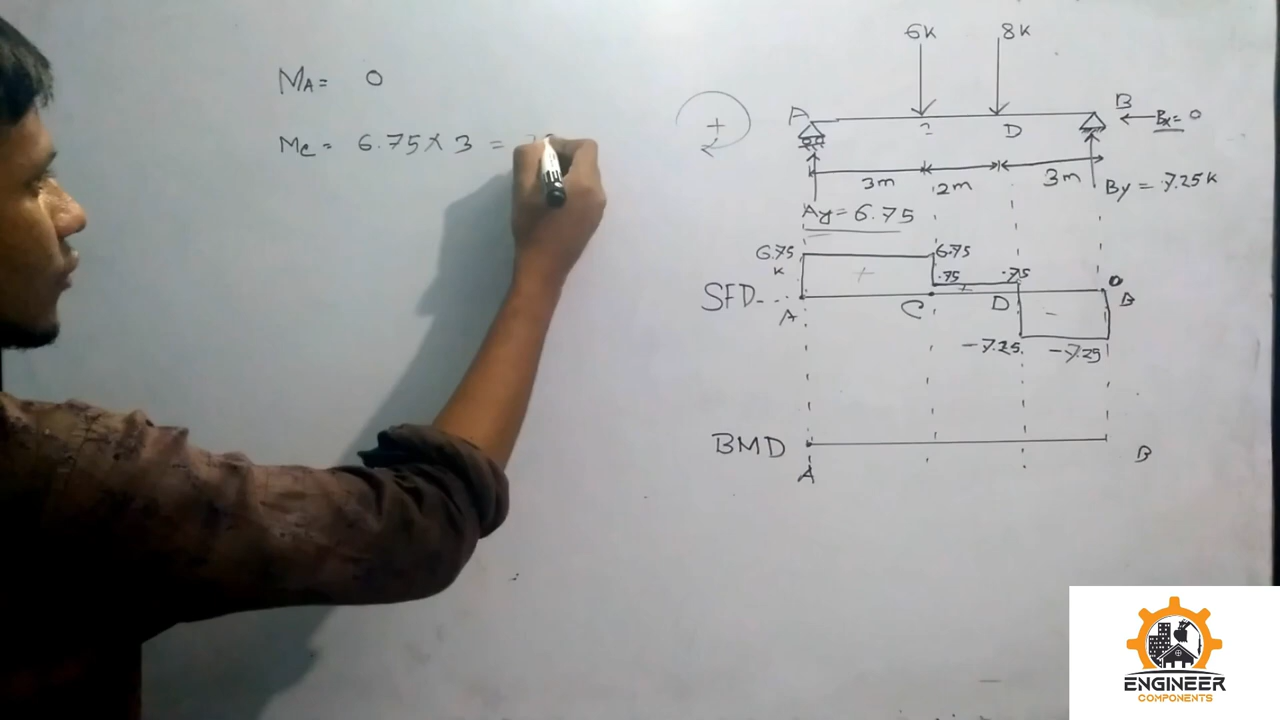 MA= 0
Mc = 6.75 × 3 =
6K 8K
A D B
Bx= 0
3m 2m 3m
By = 7.25 K
Ay= 6.75
6.75 K
6.75
.75 .75
+ + -
SFD
A C D 0 B
-7.25 -7.25
BMD
A B
ENGINEER
COMPONENTS